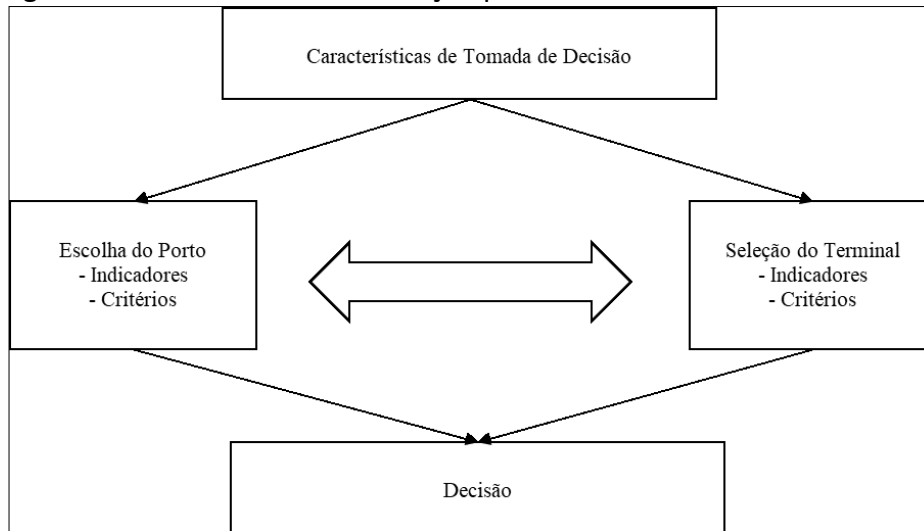 Características de Tomada de Decisão
Escolha do Porto
- Indicadores
- Critérios
Seleção do Terminal
- Indicadores
- Critérios
Decisão